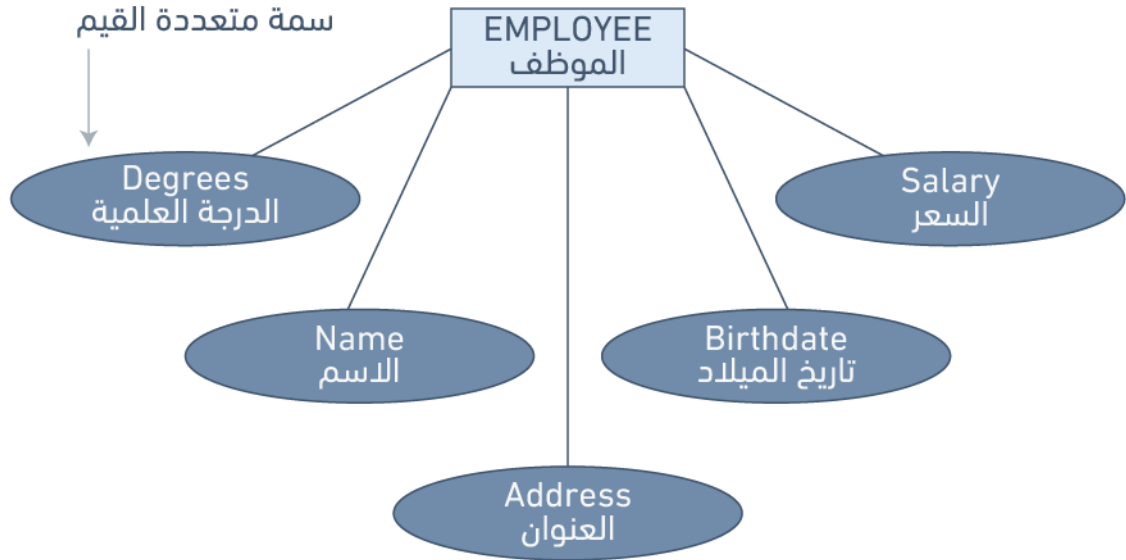 سمة متعددة القيم
EMPLOYEE
الموظف
Degrees
الدرجة العلمية
Salary
السعر
Name
الاسم
Birthdate
تاريخ الميلاد
Address
العنوان